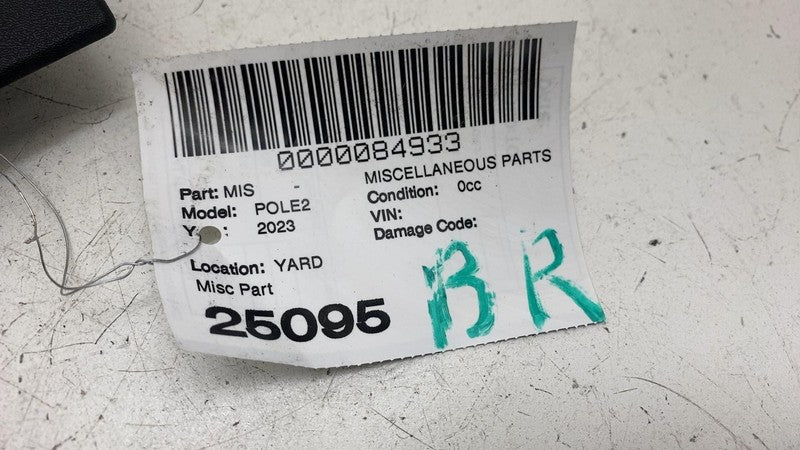 0000084933
Part: MIS - MISCELLANEOUS PARTS
Model: POLE2 Condition: 0cc
Y : 2023 VIN:
Damage Code:
Location: YARD
Misc Part
25095 BR